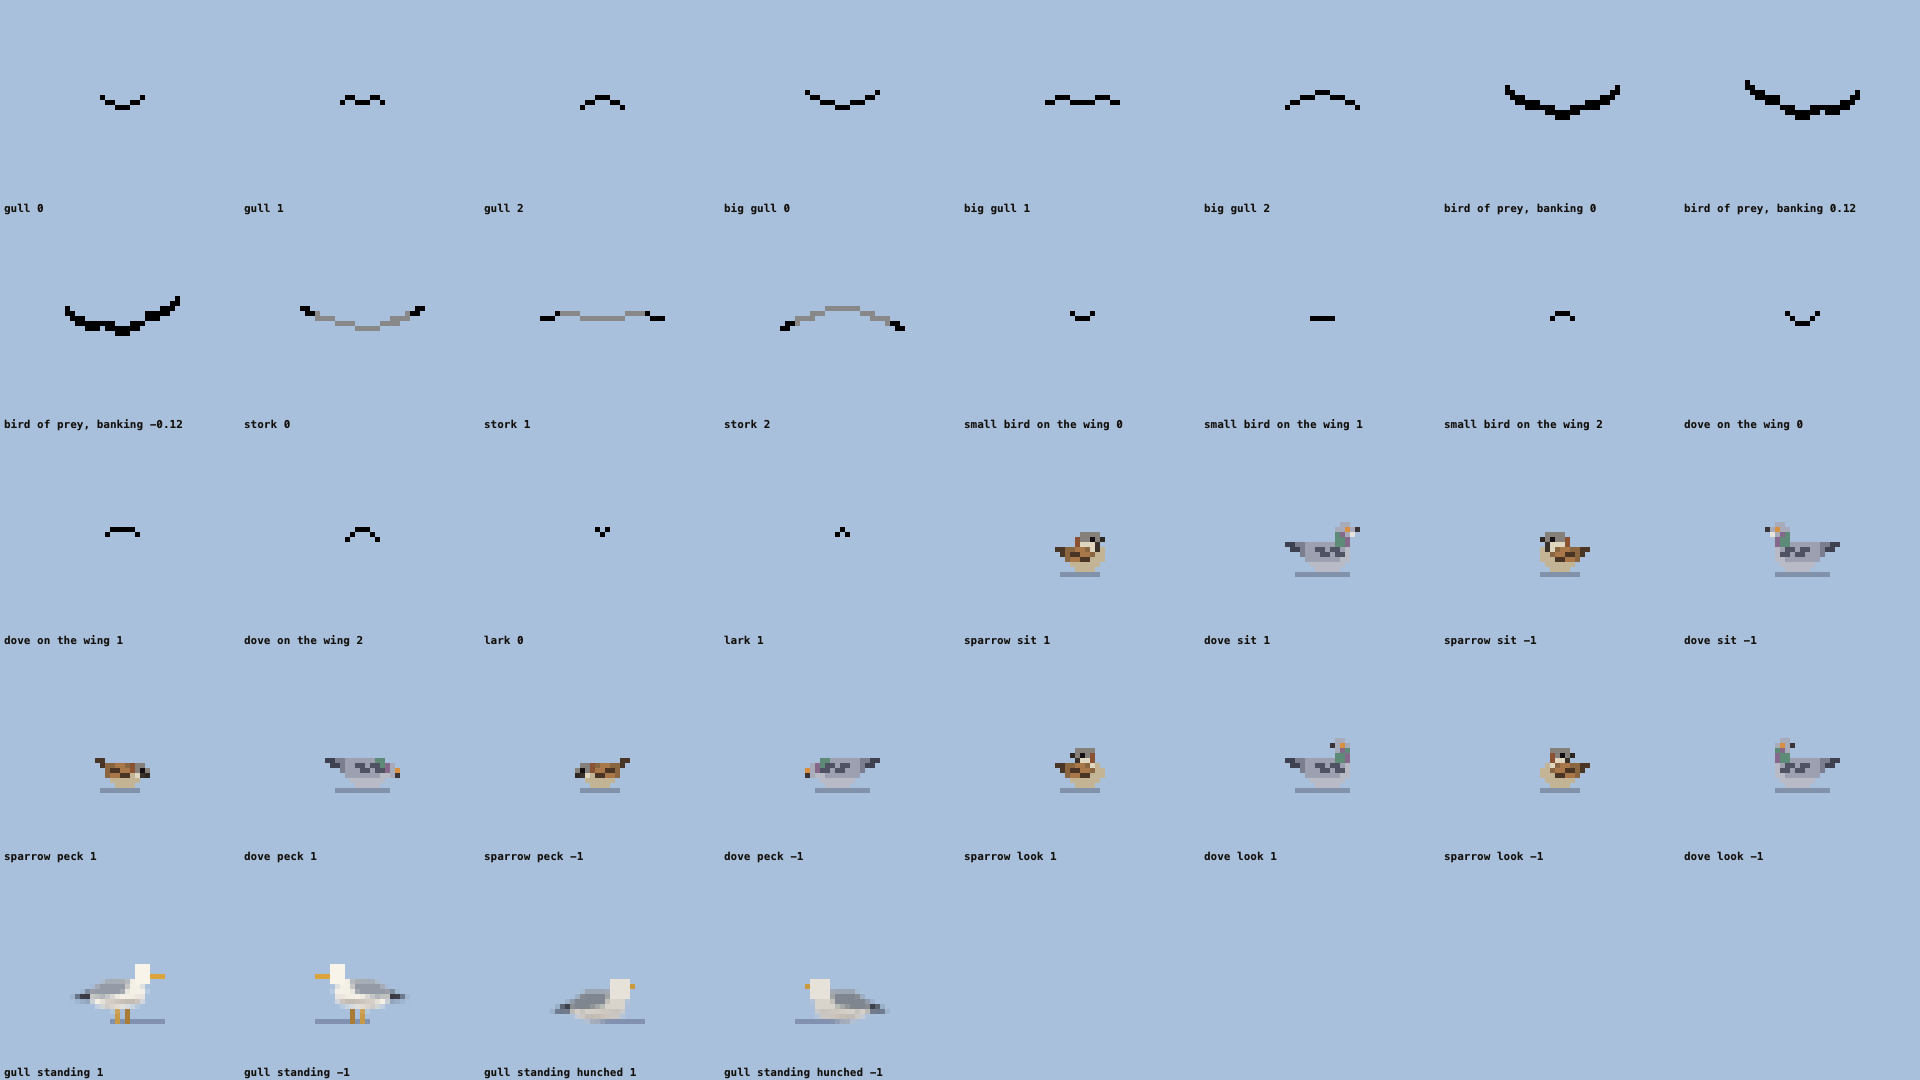 gull 0
gull 1
gull 2
big gull 0
big gull 1
big gull 2
bird of prey, banking 0
bird of prey, banking 0.12
bird of prey, banking −0.12
stork 0
stork 1
stork 2
small bird on the wing 0
small bird on the wing 1
small bird on the wing 2
dove on the wing 0
dove on the wing 1
dove on the wing 2
lark 0
lark 1
sparrow sit 1
dove sit 1
sparrow sit −1
dove sit −1
sparrow peck 1
dove peck 1
sparrow peck −1
dove peck −1
sparrow look 1
dove look 1
sparrow look −1
dove look −1
gull standing 1
gull standing −1
gull standing hunched 1
gull standing hunched −1